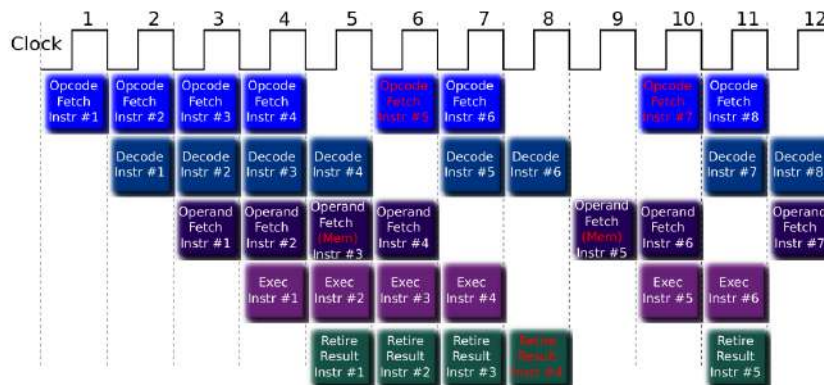 1 2 3 4 5 6 7 8 9 10 11 12
Clock
Opcode Opcode Opcode Opcode Opcode Opcode Opcode Opcode
Fetch Fetch Fetch Fetch Fetch Fetch Fetch Fetch
Instr #1 Instr #2 Instr #3 Instr #4 Instr #5 Instr #6 Instr #7 Instr #8
Decode Decode Decode Decode Decode Decode Decode Decode
Instr #1 Instr #2 Instr #3 Instr #4 Instr #5 Instr #6 Instr #7 Instr #8
Operand Operand Operand Operand Operand Operand Operand
Fetch Fetch Fetch Fetch Fetch Fetch Fetch
(Mem) (Mem)
Instr #1 Instr #2 Instr #3 Instr #4 Instr #5 Instr #6 Instr #7
Exec Exec Exec Exec Exec Exec
Instr #1 Instr #2 Instr #3 Instr #4 Instr #5 Instr #6
Retire Retire Retire Retire Retire
Result Result Result Result Result
Instr #1 Instr #2 Instr #3 Instr #4 Instr #5